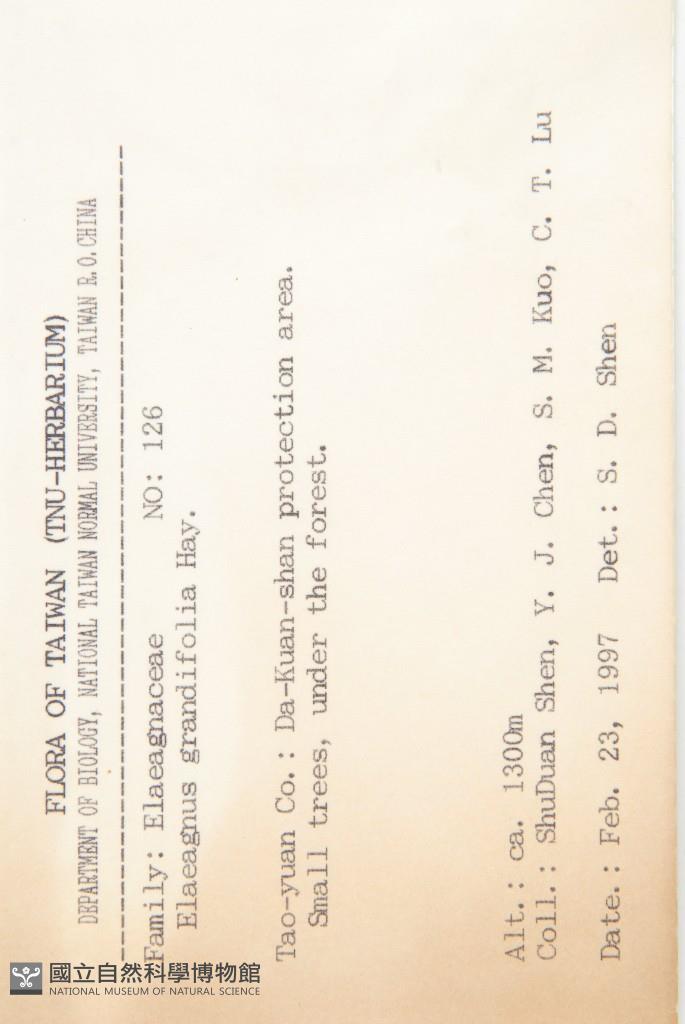 FLORA OF TAIWAN (TNU-HERBARIUM)
DEPARTMENT OF BIOLOGY, NATIONAL TAIWAN NORMAL UNIVERSITY, TAIWAN R.O.CHINA
Family: Elaeagnaceae NO: 126
Elaeagnus grandifolia Hay.
Tao-yuan Co.: Da-Kuan-shan protection area.
Small trees, under the forest.
Alt.: ca. 1300m
Coll.: ShuDuan Shen, Y. J. Chen, S. M. Kuo, C. T. Lu
Date.: Feb. 23, 1997 Det.: S. D. Shen
國立自然科學博物館
NATIONAL MUSEUM OF NATURAL SCIENCE